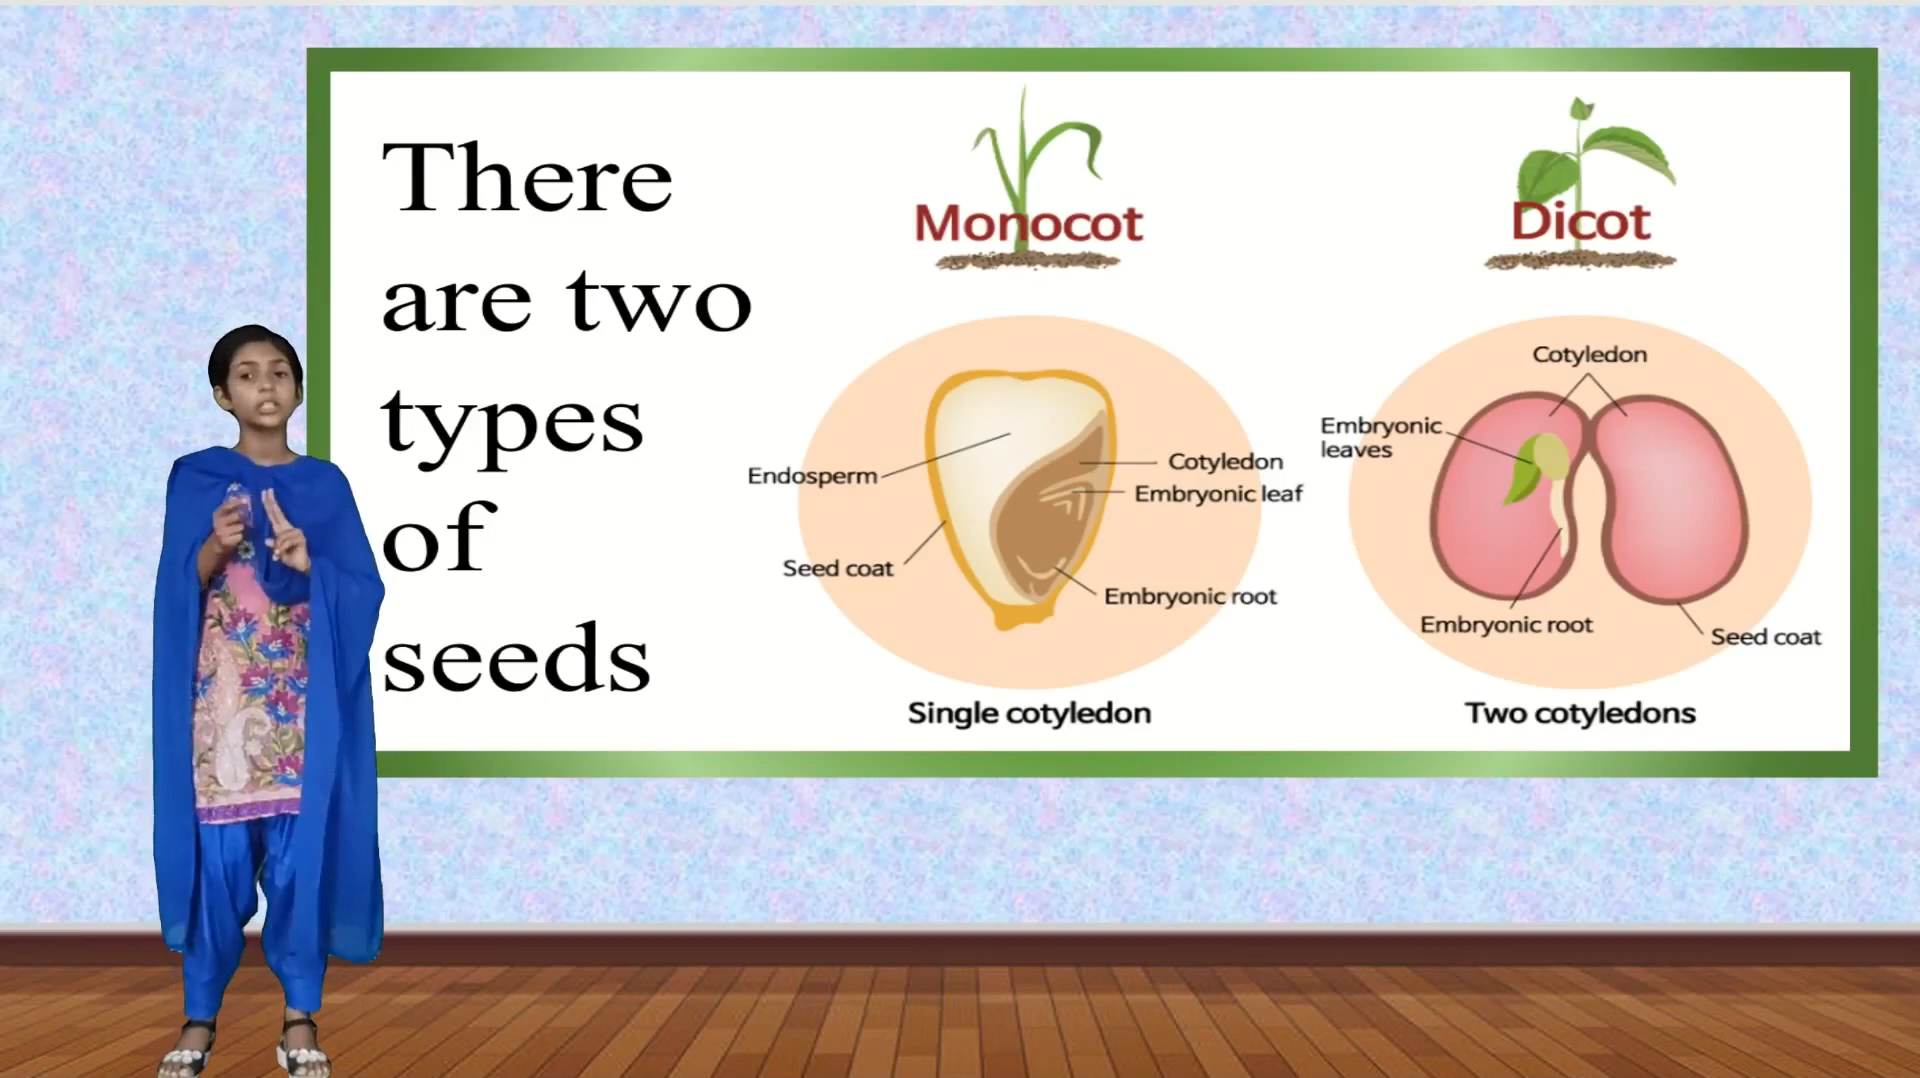 There
are two
types
of
seeds
Monocot
Endosperm
Cotyledon
Embryonic leaf
Seed coat
Embryonic root
Single cotyledon
Dicot
Cotyledon
Embryonic
leaves
Embryonic root
Seed coat
Two cotyledons